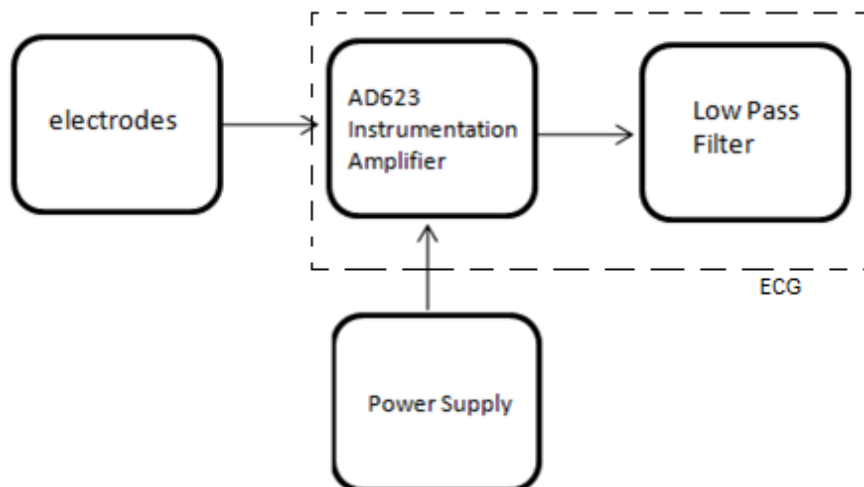 electrodes
AD623
Instrumentation
Amplifier
Low Pass
Filter
ECG
Power Supply